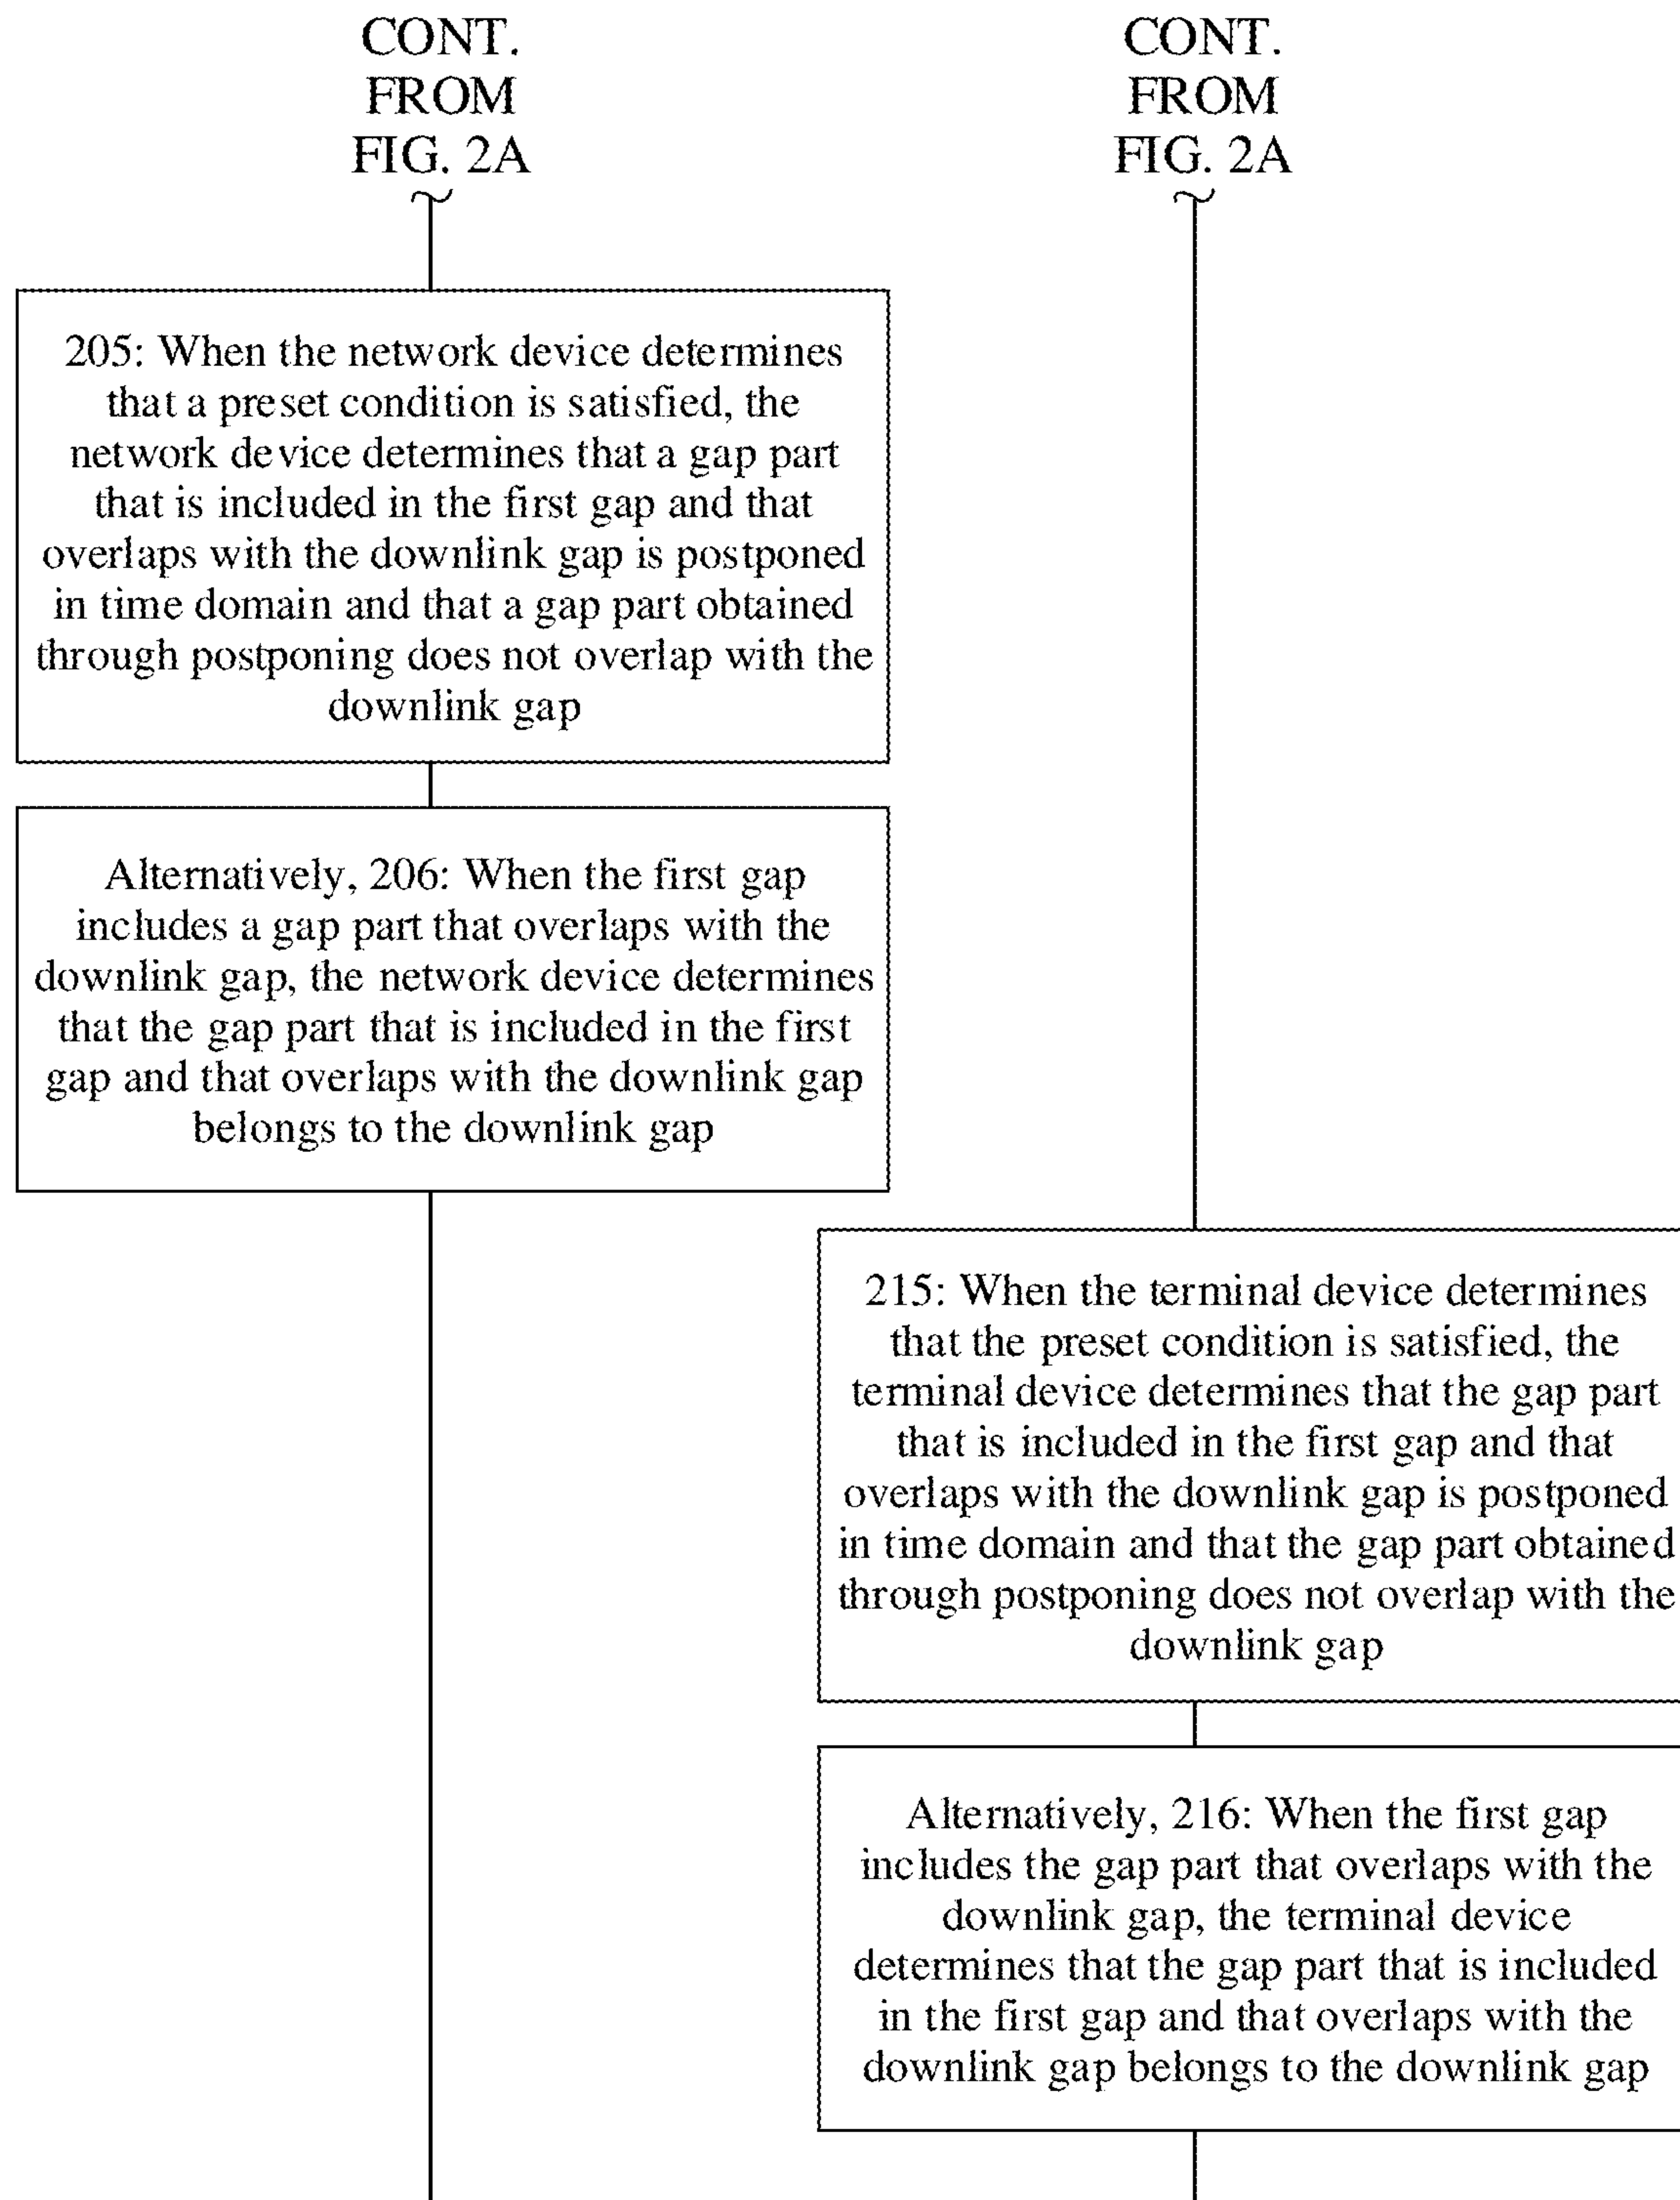 CONT.
FROM
FIG. 2A
CONT.
FROM
FIG. 2A
205: When the network device determines
that a preset condition is satisfied, the
network device determines that a gap part
that is included in the first gap and that
overlaps with the downlink gap is postponed
in time domain and that a gap part obtained
through postponing does not overlap with the
downlink gap
Alternatively, 206: When the first gap
includes a gap part that overlaps with the
downlink gap, the network device determines
that the gap part that is included in the first
gap and that overlaps with the downlink gap
belongs to the downlink gap
215: When the terminal device determines
that the preset condition is satisfied, the
terminal device determines that the gap part
that is included in the first gap and that
overlaps with the downlink gap is postponed
in time domain and that the gap part obtained
through postponing does not overlap with the
downlink gap
Alternatively, 216: When the first gap
includes the gap part that overlaps with the
downlink gap, the terminal device
determines that the gap part that is included
in the first gap and that overlaps with the
downlink gap belongs to the downlink gap